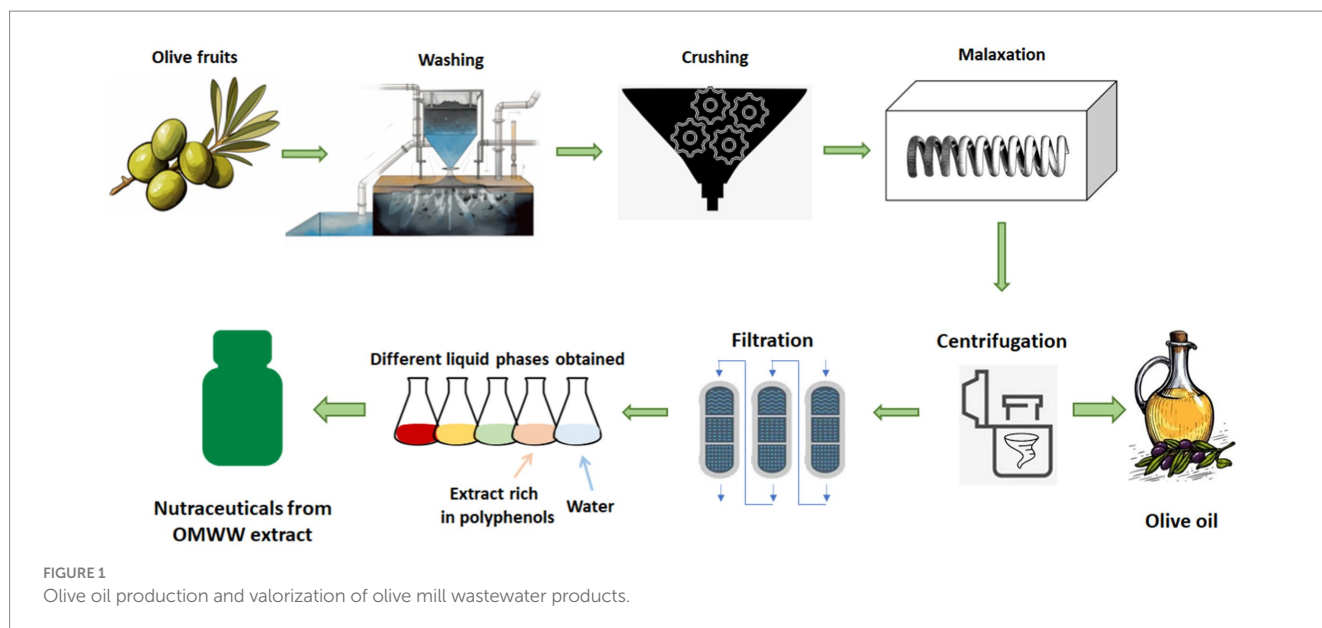 Olive fruits
Washing
Crushing
Malaxation
Centrifugation
Olive oil
Filtration
Different liquid phases obtained
Extract rich
in polyphenols
Water
Nutraceuticals from
OMWW extract
FIGURE 1
Olive oil production and valorization of olive mill wastewater products.